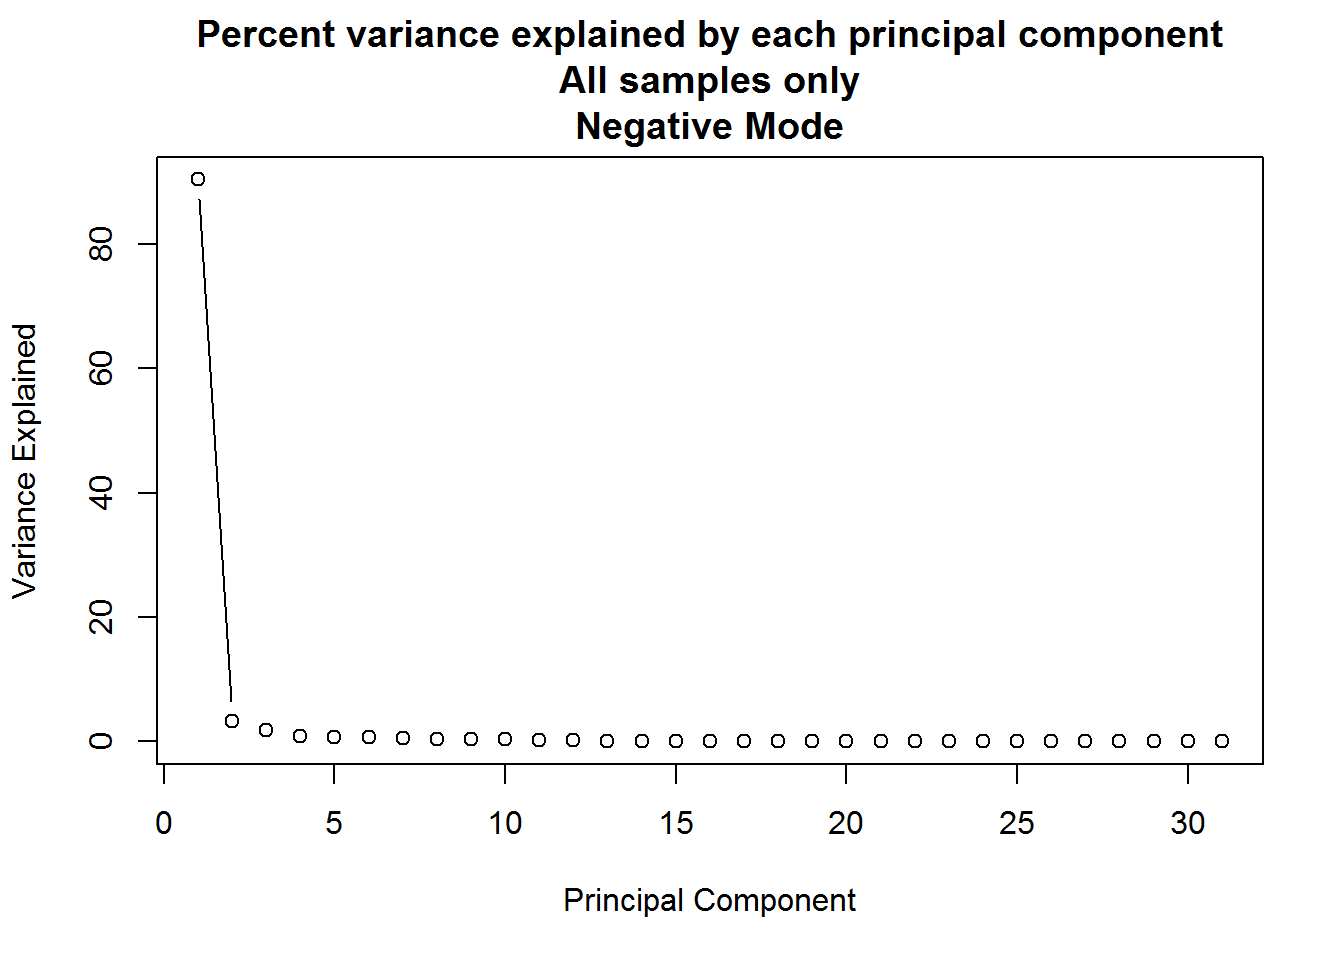 Percent variance explained by each principal component
All samples only
Negative Mode
Variance Explained
80
60
40
20
0
0 5 10 15 20 25 30
Principal Component